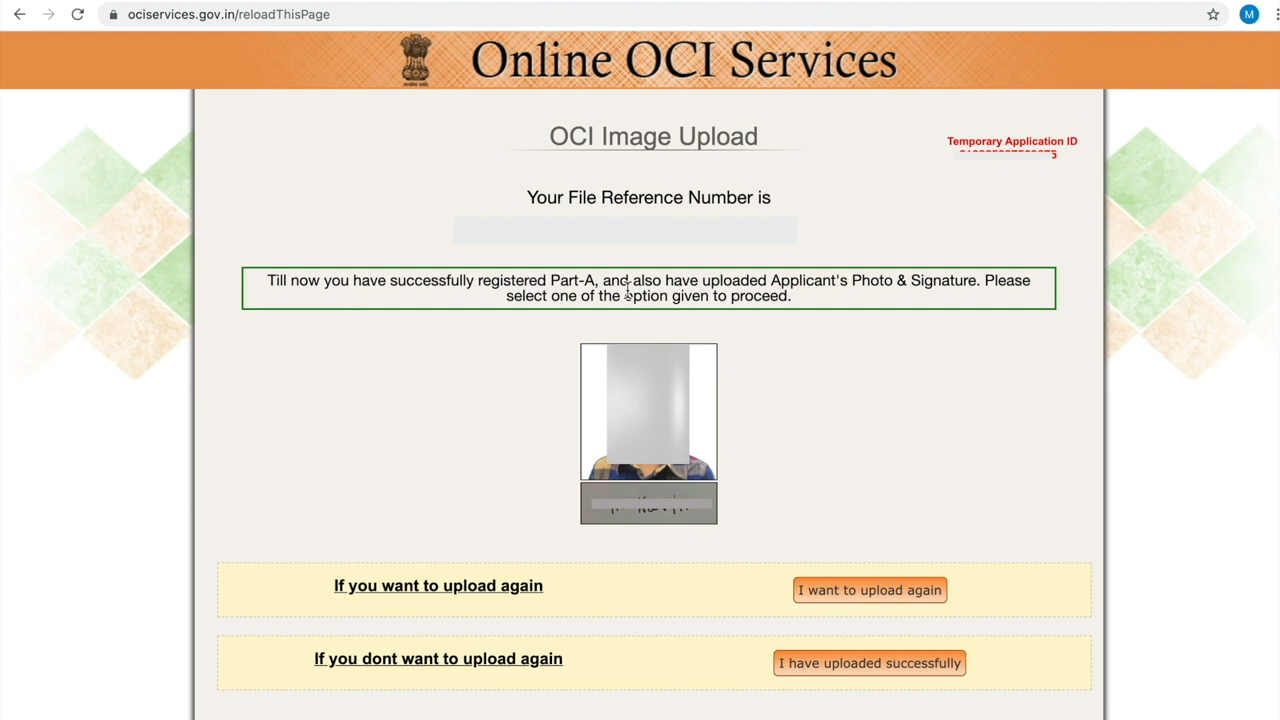 ociservices.gov.in/reloadThisPage
M
Online OCI Services
OCI Image Upload
Temporary Application ID
Your File Reference Number is
Till now you have successfully registered Part-A, and also have uploaded Applicant's Photo & Signature. Please
select one of the option given to proceed.
If you want to upload again
I want to upload again
If you dont want to upload again
I have uploaded successfully